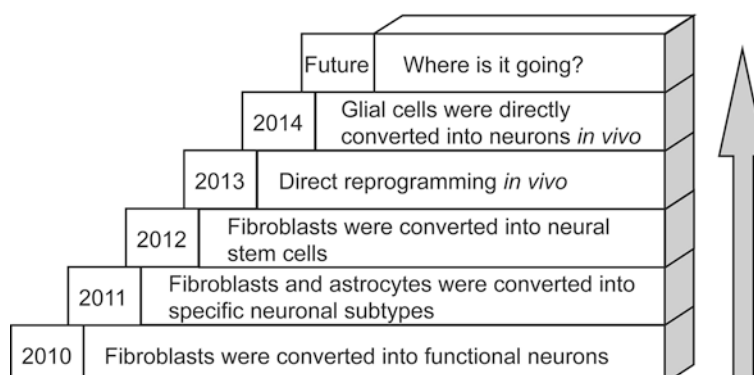 Future Where is it going?
2014 Glial cells were directly
converted into neurons in vivo
2013 Direct reprogramming in vivo
2012 Fibroblasts were converted into neural
stem cells
2011 Fibroblasts and astrocytes were converted into
specific neuronal subtypes
2010 Fibroblasts were converted into functional neurons